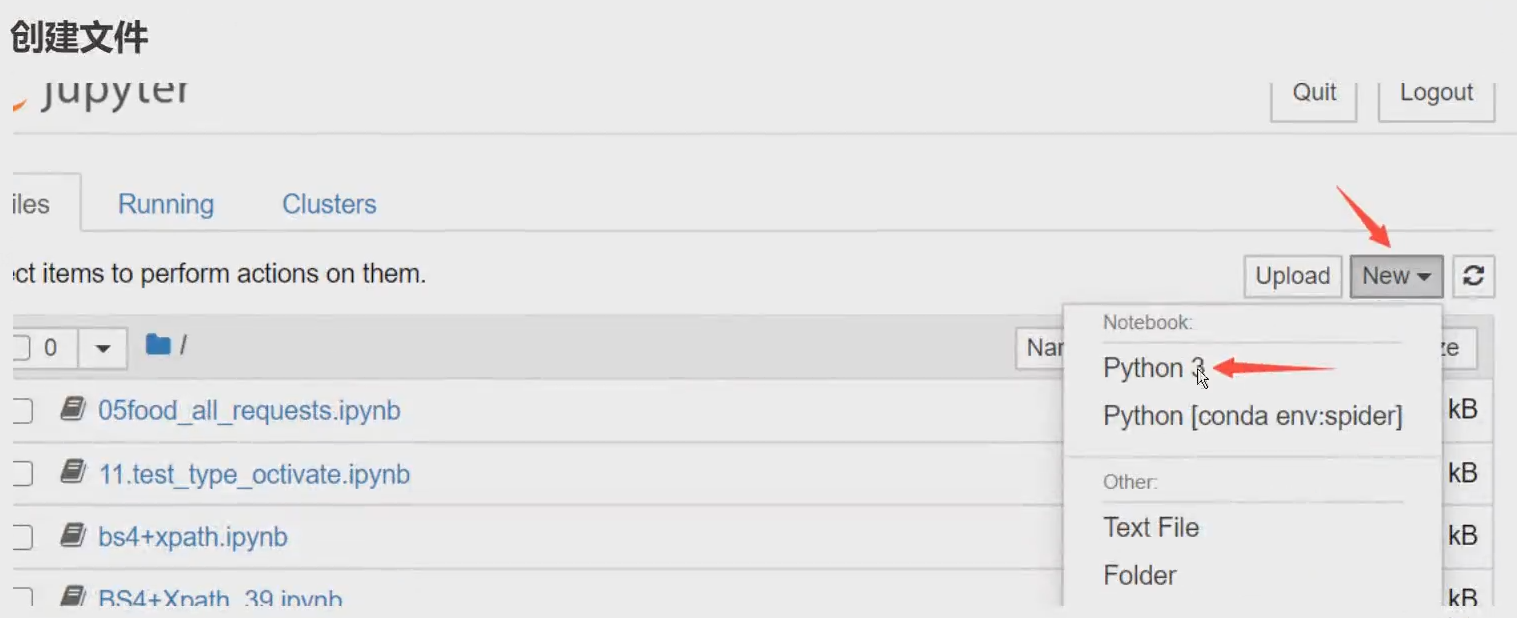 创建文件
jupyter
Quit
Logout
iles
Running
Clusters
ect items to perform actions on them.
Upload
New
0
/
Nar
ze
Notebook:
Python 3
Python [conda env:spider]
Other:
Text File
Folder
05food_all_requests.ipynb
kB
11.test_type_octivate.ipynb
kB
bs4+xpath.ipynb
kB
BS4+Xpath_39.ipynb
kB